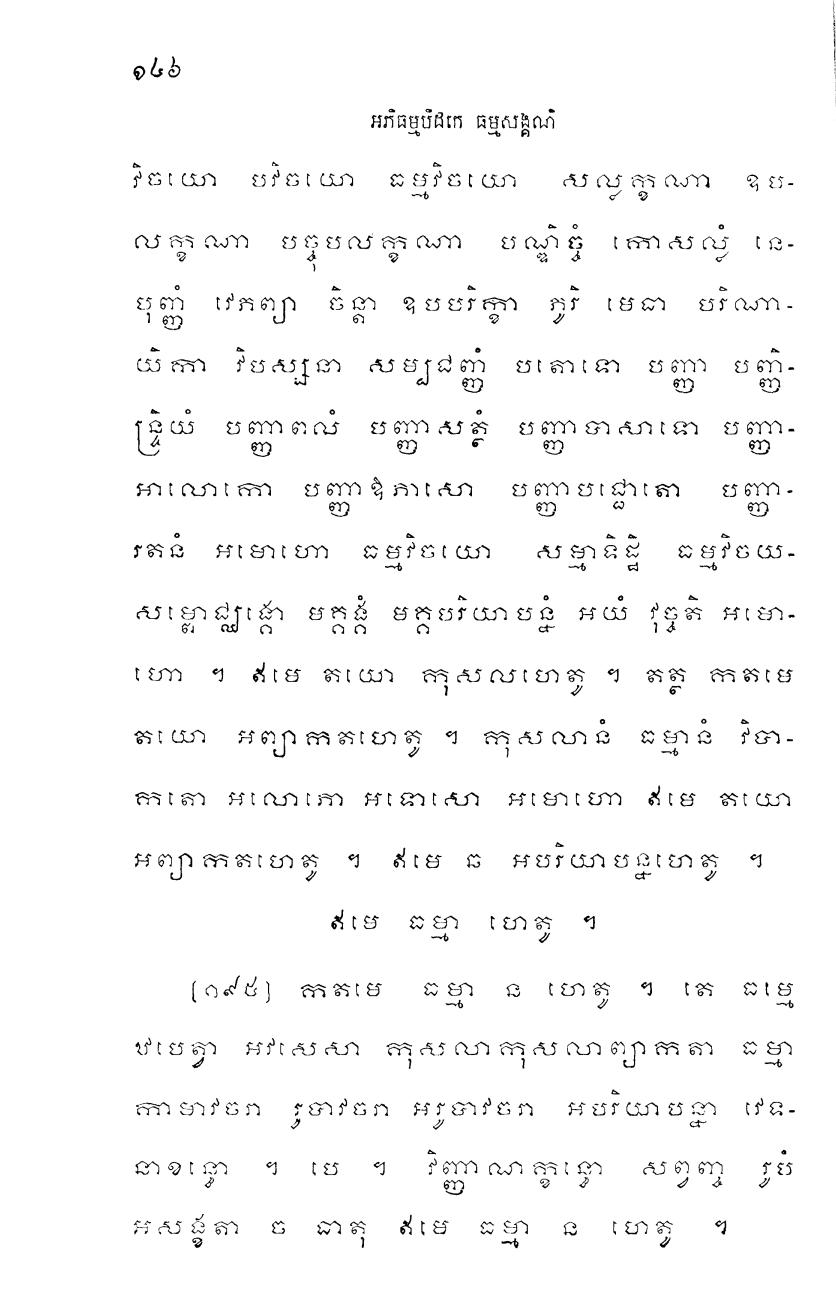 ១៤៦
អភិធម្មបិដកេ ធម្មសង្គណិ
វិចយោ បវិចយោ ធម្មវិចយោ សល្លក្ខណា ឧប-
លក្ខណា បច្ចុបលក្ខណា បណ្ឌិច្ចំ កោសល្លំ នេ-
បុញ្ញំ វេភព្យា ចិន្តា ឧបបរិក្ខា ភូរិ មេធា បរិណា-
យិកា វិបស្សនា សម្បជញ្ញំ បតោទោ បញ្ញា បញ្ញិ-
ន្ទ្រិយំ បញ្ញាពលំ បញ្ញាសត្ថំ បញ្ញាបាសាទោ បញ្ញា-
អាលោកោ បញ្ញាឱភាសោ បញ្ញាបជ្ជោតោ បញ្ញា-
រតនំ អមោហោ ធម្មវិចយោ សម្មាទិដ្ឋិ ធម្មវិចយ-
សម្ពោជ្ឈង្គោ មគ្គង្គំ មគ្គបរិយាបន្នំ អយំ វុច្ចតិ អមោ-
ហោ ។ ឥមេ តយោ កុសលហេតូ ។ តត្ថ កតមេ
តយោ អព្យាកតហេតូ ។ កុសលានំ ធម្មានំ វិបា-
កតោ អលោភោ អទោសោ អមោហោ ឥមេ តយោ
អព្យាកតហេតូ ។ ឥមេ ឆ អបរិយាបន្នហេតូ ។
ឥមេ ធម្មា ហេតូ ។
[១៩៥] កតមេ ធម្មា ន ហេតូ ។ តេ ធម្មេ
ឋបេត្វា អវសេសា កុសលាកុសលាព្យាកតា ធម្មា
កាមាវចរា រូបាវចរា អរូបាវចរា អបរិយាបន្នា វេទ-
នាខន្ធោ ។ បេ ។ វិញ្ញាណក្ខន្ធោ សព្វញ្ច រូបំ
អសង្ខតា ច ធាតុ ឥមេ ធម្មា ន ហេតូ ។